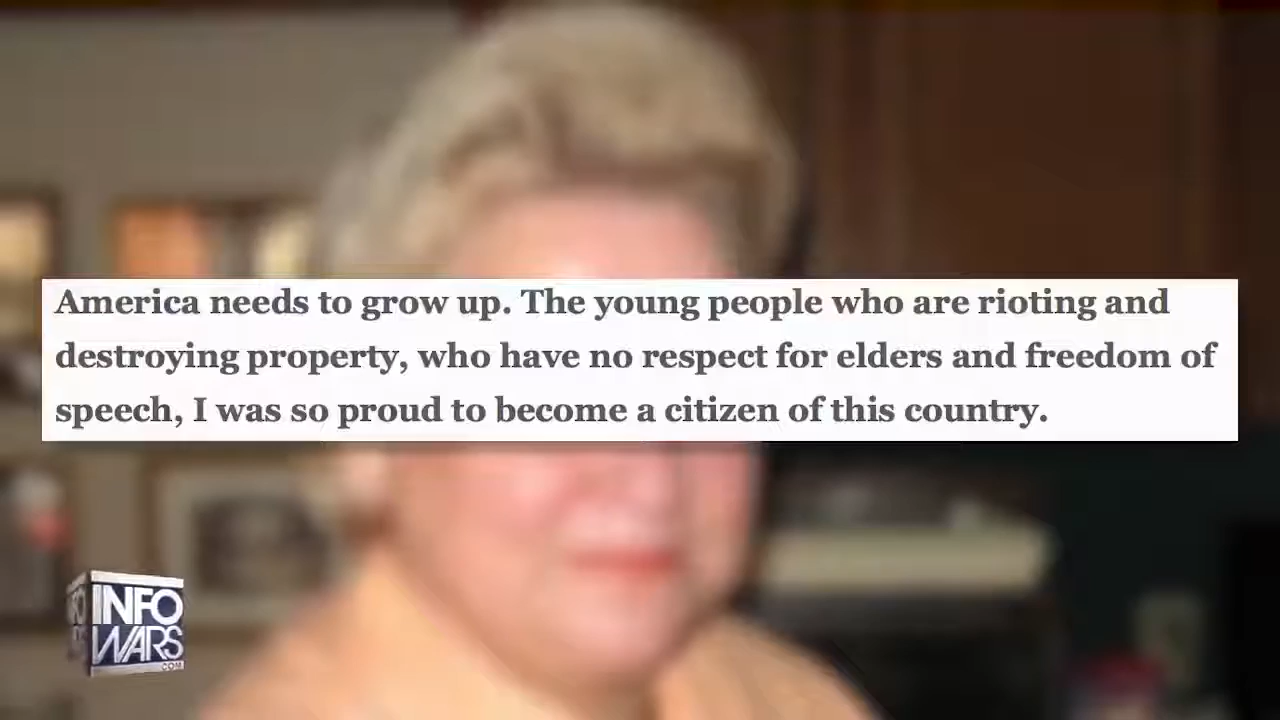 America needs to grow up. The young people who are rioting and
destroying property, who have no respect for elders and freedom of
speech, I was so proud to become a citizen of this country.
INFO
WARS
.COM